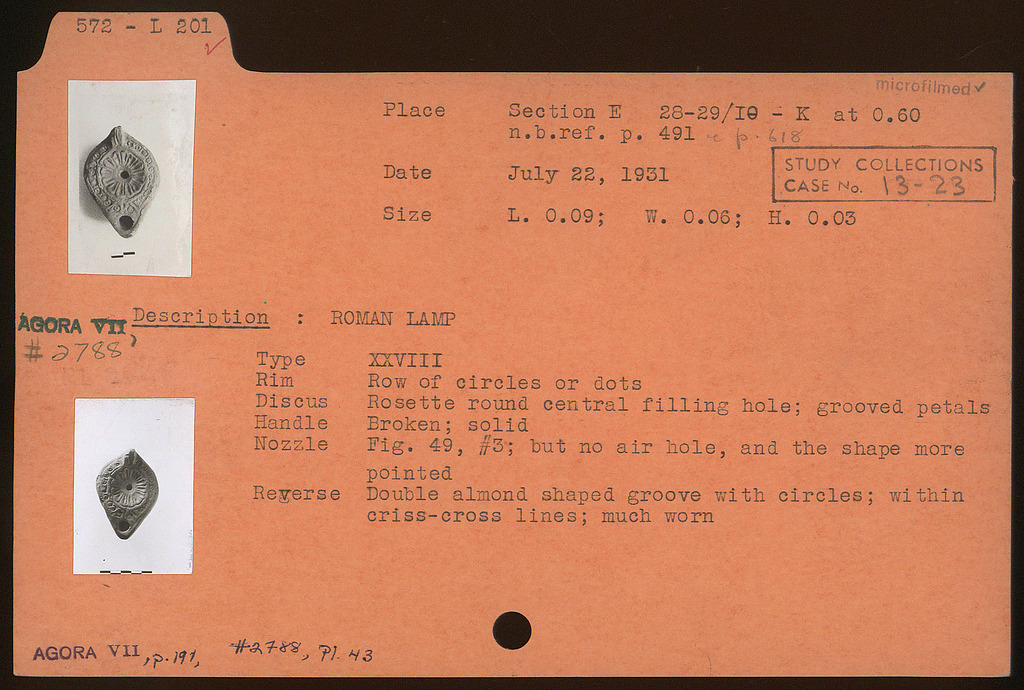 572 - L 201
microfilmed ✓
Place Section E 28-29/IΘ - K at 0.60
n.b.ref. p. 491 p. 618
Date July 22, 1931
STUDY COLLECTIONS
CASE No. 13-23
Size L. 0.09; W. 0.06; H. 0.03
Description : ROMAN LAMP
AGORA VII
# 2788
Type XXVIII
Rim Row of circles or dots
Discus Rosette round central filling hole; grooved petals
Handle Broken; solid
Nozzle Fig. 49, #3; but no air hole, and the shape more
pointed
Reverse Double almond shaped groove with circles; within
criss-cross lines; much worn
AGORA VII, p. 191, #2788, Pl. 43